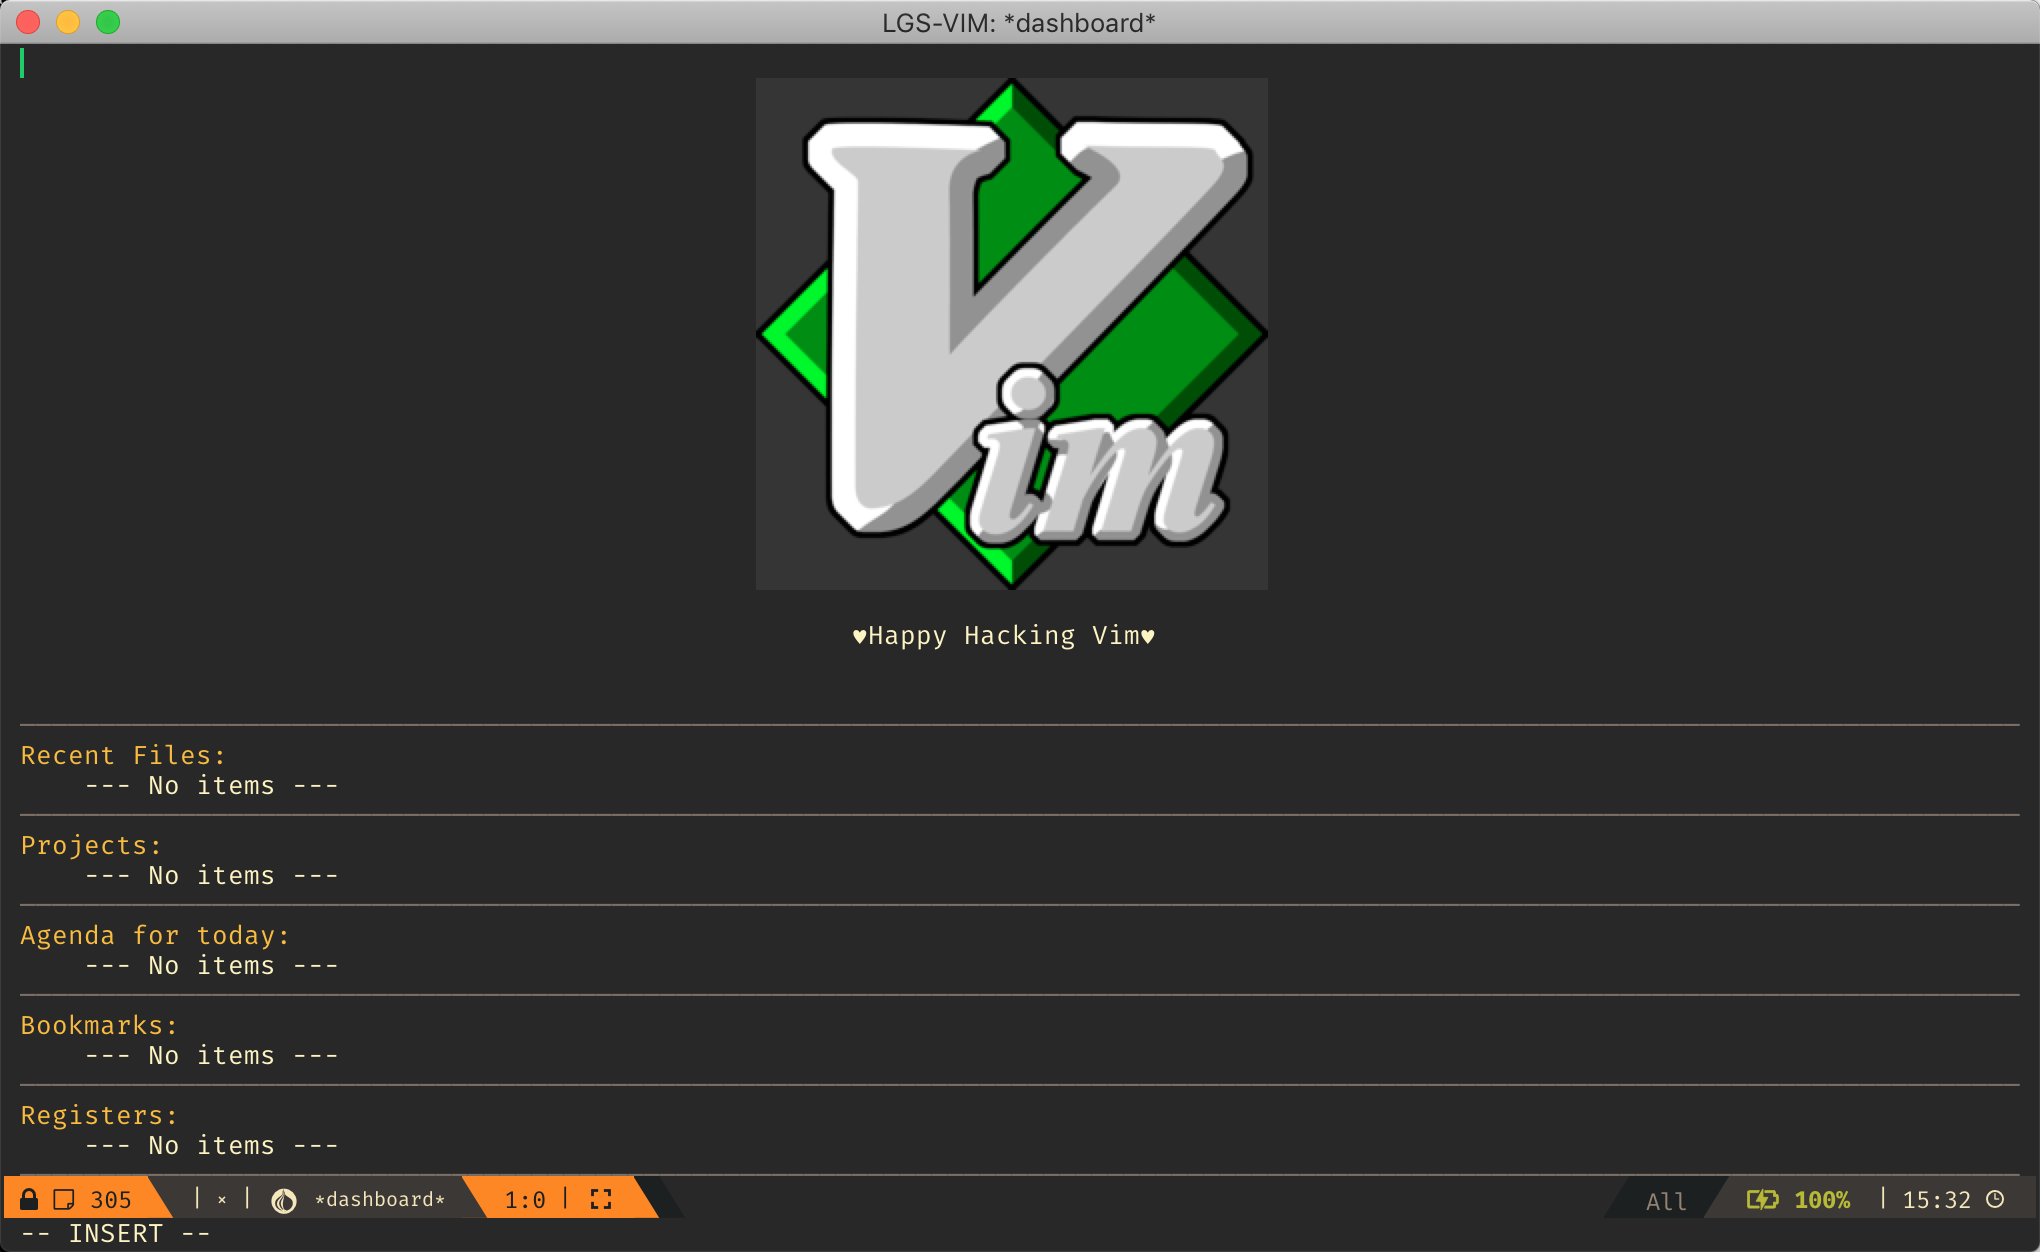 LGS-VIM: *dashboard*
Vim
♥Happy Hacking Vim♥
Recent Files:
--- No items ---
Projects:
--- No items ---
Agenda for today:
--- No items ---
Bookmarks:
--- No items ---
Registers:
--- No items ---
305 | × | *dashboard* 1:0 | All 100% | 15:32
-- INSERT --